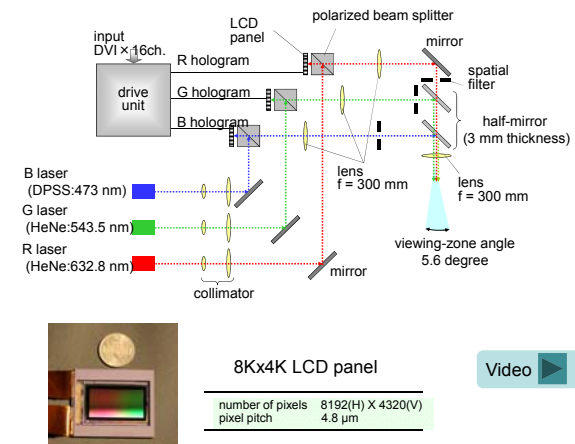 input
DVI × 16ch.
LCD
panel
polarized beam splitter
mirror
R hologram
G hologram
B hologram
drive
unit
spatial
filter
half-mirror
(3 mm thickness)
lens
f = 300 mm
lens
f = 300 mm
B laser
(DPSS:473 nm)
G laser
(HeNe:543.5 nm)
R laser
(HeNe:632.8 nm)
mirror
collimator
viewing-zone angle
5.6 degree
8Kx4K LCD panel
number of pixels 8192(H) X 4320(V)
pixel pitch 4.8 μm
Video